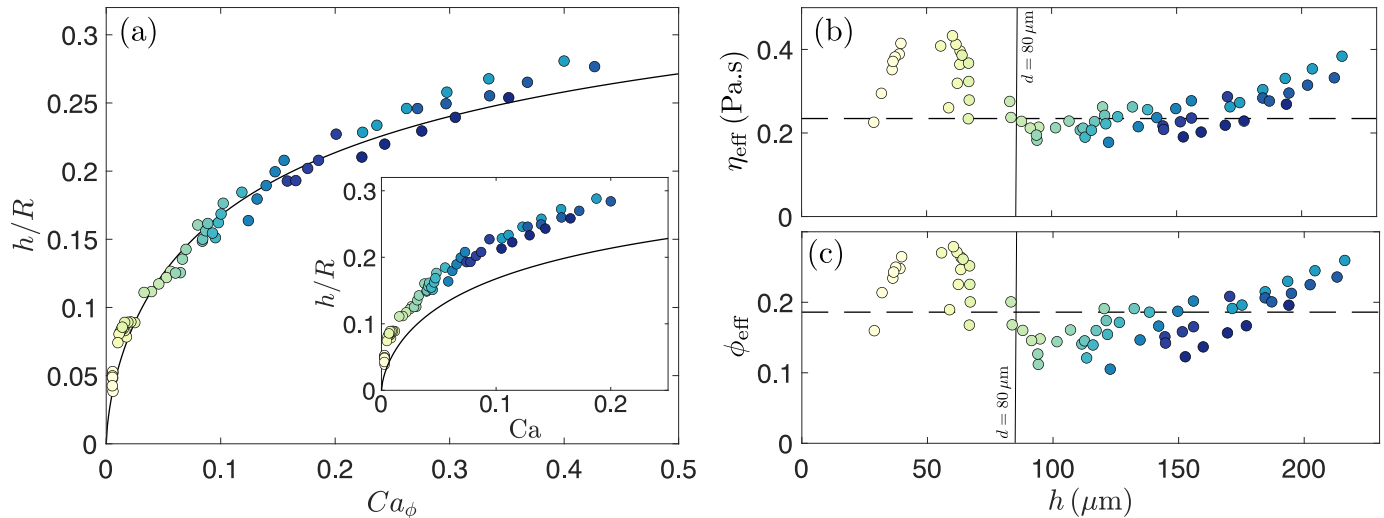 (a)
0.3
0.25
0.2
0.15
0.1
0.05
0
h/R
0 0.1 0.2 0.3 0.4 0.5
Ca_ϕ
0.3
0.2
0.1
0
h/R
0 0.1 0.2
Ca
(b)
d = 80 μm
0.4
0.2
0
η_eff (Pa.s)
(c)
d = 80 μm
0.2
0.1
0
ϕ_eff
0 50 100 150 200
h (μm)